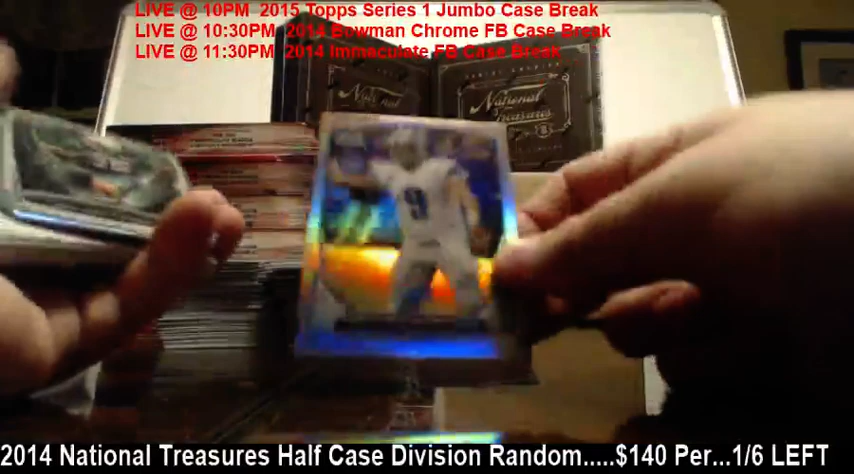 LIVE @ 10PM 2015 Topps Series 1 Jumbo Case Break
LIVE @ 10:30PM 2014 Bowman Chrome FB Case Break
LIVE @ 11:30PM 2014 Immaculate FB Case Break
National
National
Treasures
9
2014 National Treasures Half Case Division Random.....$140 Per...1/6 LEFT